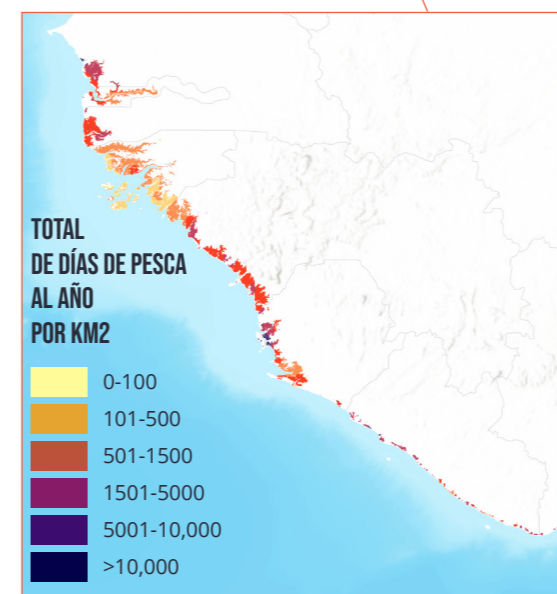 TOTAL
DE DÍAS DE PESCA
AL AÑO
POR KM2
0-100
101-500
501-1500
1501-5000
5001-10,000
>10,000